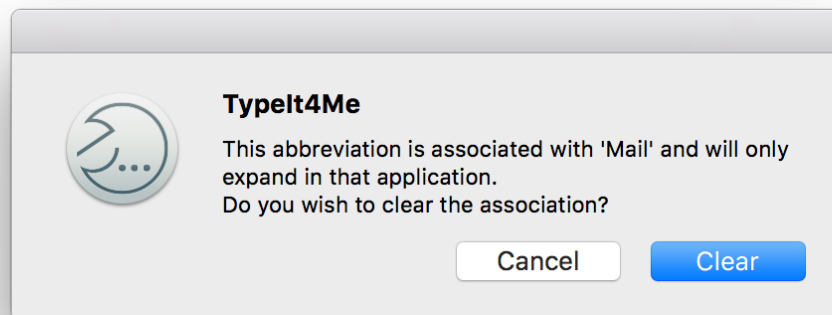 TypeIt4Me
This abbreviation is associated with 'Mail' and will only
expand in that application.
Do you wish to clear the association?
Cancel
Clear